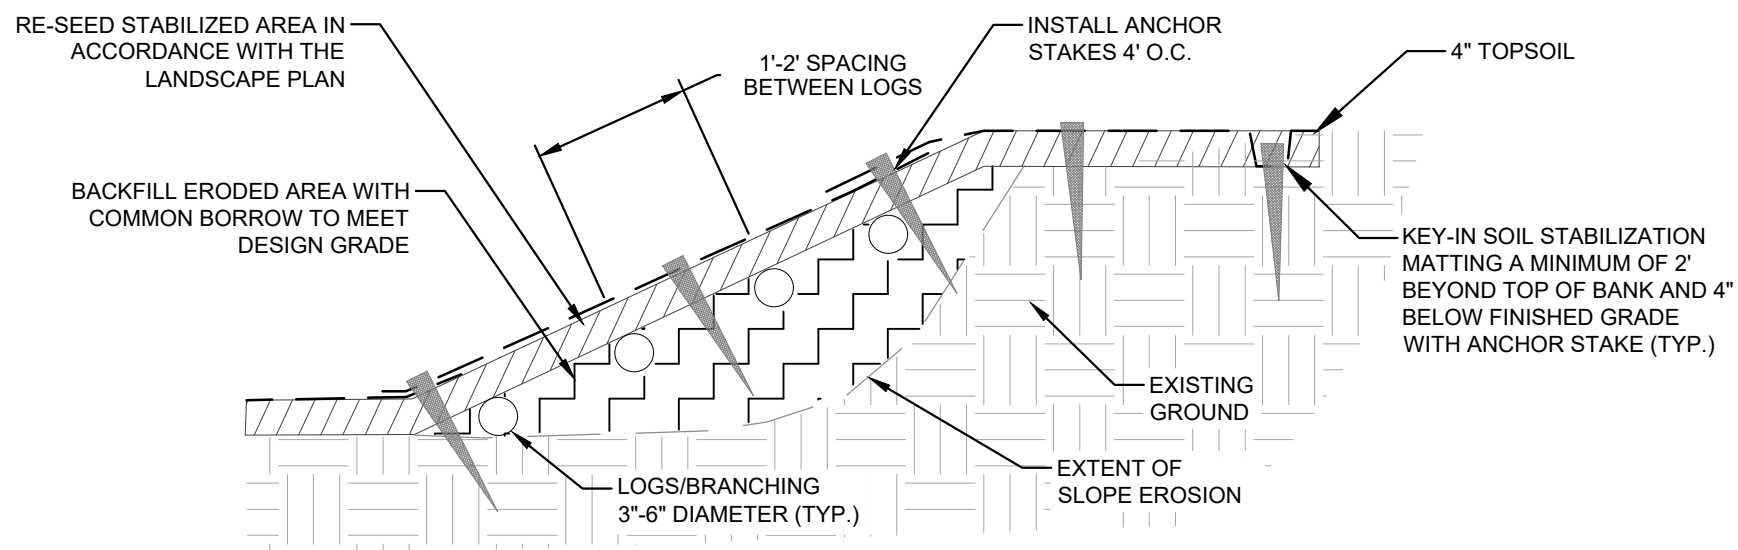 RE-SEED STABILIZED AREA IN
ACCORDANCE WITH THE
LANDSCAPE PLAN
1'-2' SPACING
BETWEEN LOGS
INSTALL ANCHOR
STAKES 4' O.C.
4" TOPSOIL
BACKFILL ERODED AREA WITH
COMMON BORROW TO MEET
DESIGN GRADE
KEY-IN SOIL STABILIZATION
MATTING A MINIMUM OF 2'
BEYOND TOP OF BANK AND 4"
BELOW FINISHED GRADE
WITH ANCHOR STAKE (TYP.)
EXISTING
GROUND
EXTENT OF
SLOPE EROSION
LOGS/BRANCHING
3"-6" DIAMETER (TYP.)